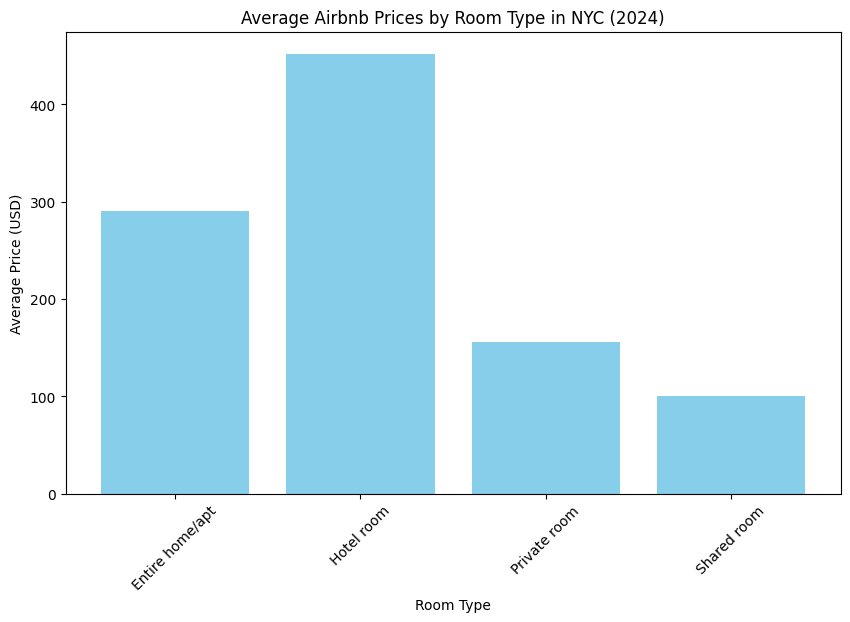 Average Airbnb Prices by Room Type in NYC (2024)
Average Price (USD)
400
300
200
100
0
Entire home/apt
Hotel room
Private room
Shared room
Room Type